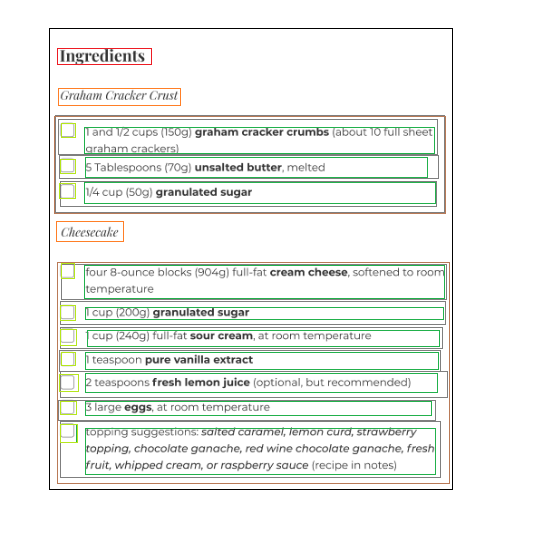 Ingredients
Graham Cracker Crust
1 and 1/2 cups (150g) graham cracker crumbs (about 10 full sheet
graham crackers)
5 Tablespoons (70g) unsalted butter, melted
1/4 cup (50g) granulated sugar
Cheesecake
four 8-ounce blocks (904g) full-fat cream cheese, softened to room
temperature
1 cup (200g) granulated sugar
1 cup (240g) full-fat sour cream, at room temperature
1 teaspoon pure vanilla extract
2 teaspoons fresh lemon juice (optional, but recommended)
3 large eggs, at room temperature
topping suggestions: salted caramel, lemon curd, strawberry
topping, chocolate ganache, red wine chocolate ganache, fresh
fruit, whipped cream, or raspberry sauce (recipe in notes)